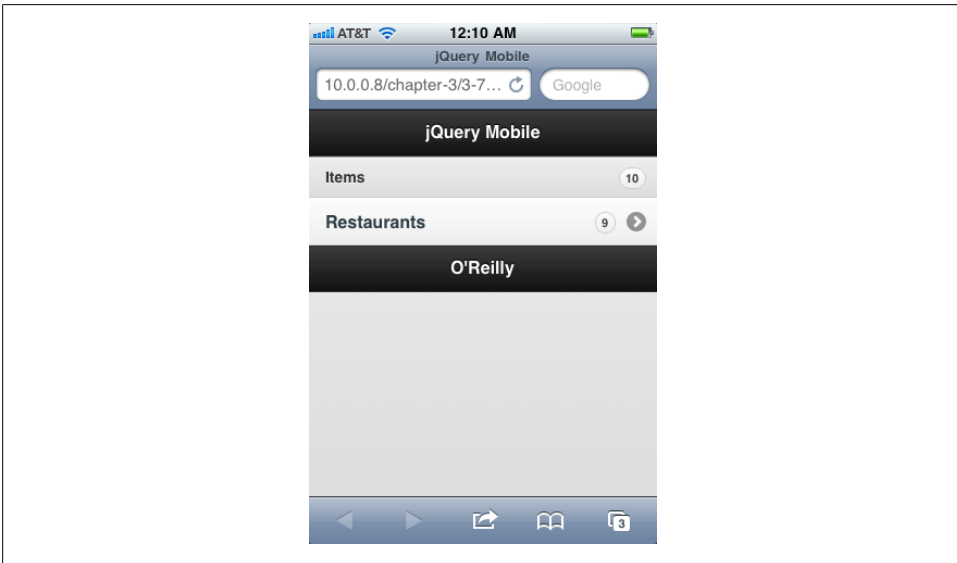 AT&T 12:10 AM
jQuery Mobile
10.0.0.8/chapter-3/3-7... Google
jQuery Mobile
Items 10
Restaurants 9
O'Reilly
3